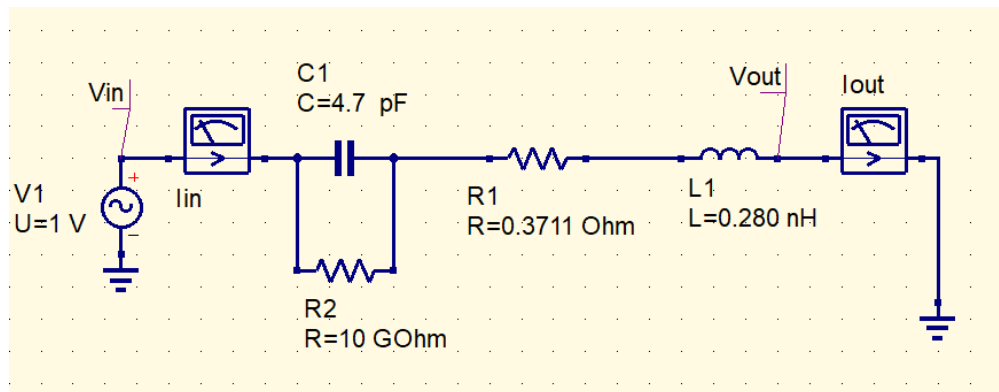 Vin
V1
U=1 V
Iin
C1
C=4.7 pF
R2
R=10 GOhm
R1
R=0.3711 Ohm
L1
L=0.280 nH
Vout
Iout